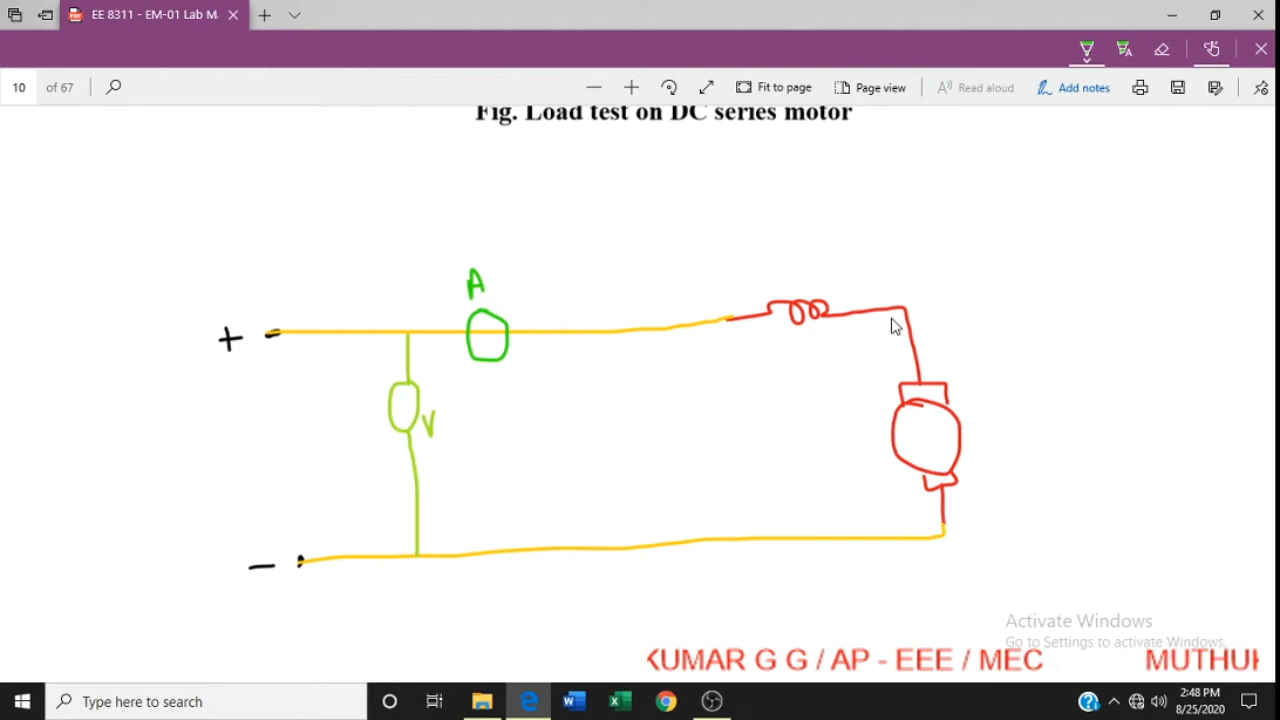 EE 8311 - EM-01 Lab M
10 of 67 Fit to page Page view Read aloud Add notes
Fig. Load test on DC series motor
A
+
V
-
Activate Windows
Go to Settings to activate Windows.
KUMAR G G / AP - EEE / MEC MUTHUK
Type here to search
2:48 PM
8/25/2020